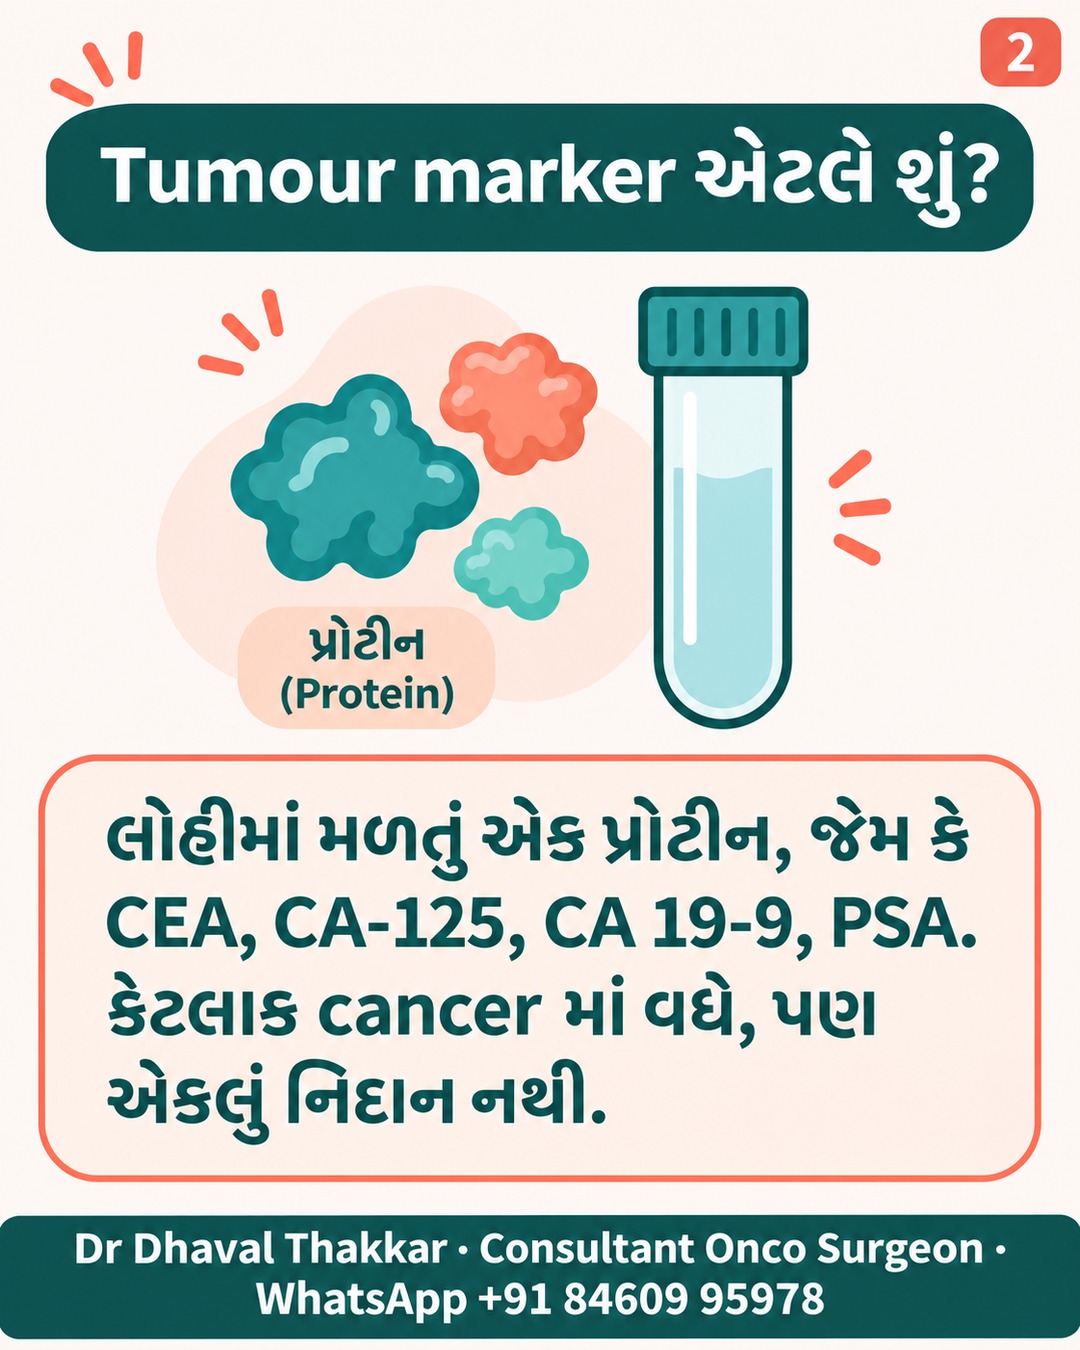 2
Tumour marker એટલે શું?
પ્રોટીન
(Protein)
લોહીમાં મળતું એક પ્રોટીન, જેમ કે
CEA, CA-125, CA 19-9, PSA.
કેટલાક cancer માં વધે, પણ
એકલું નિદાન નથી.
Dr Dhaval Thakkar · Consultant Onco Surgeon ·
WhatsApp +91 84609 95978